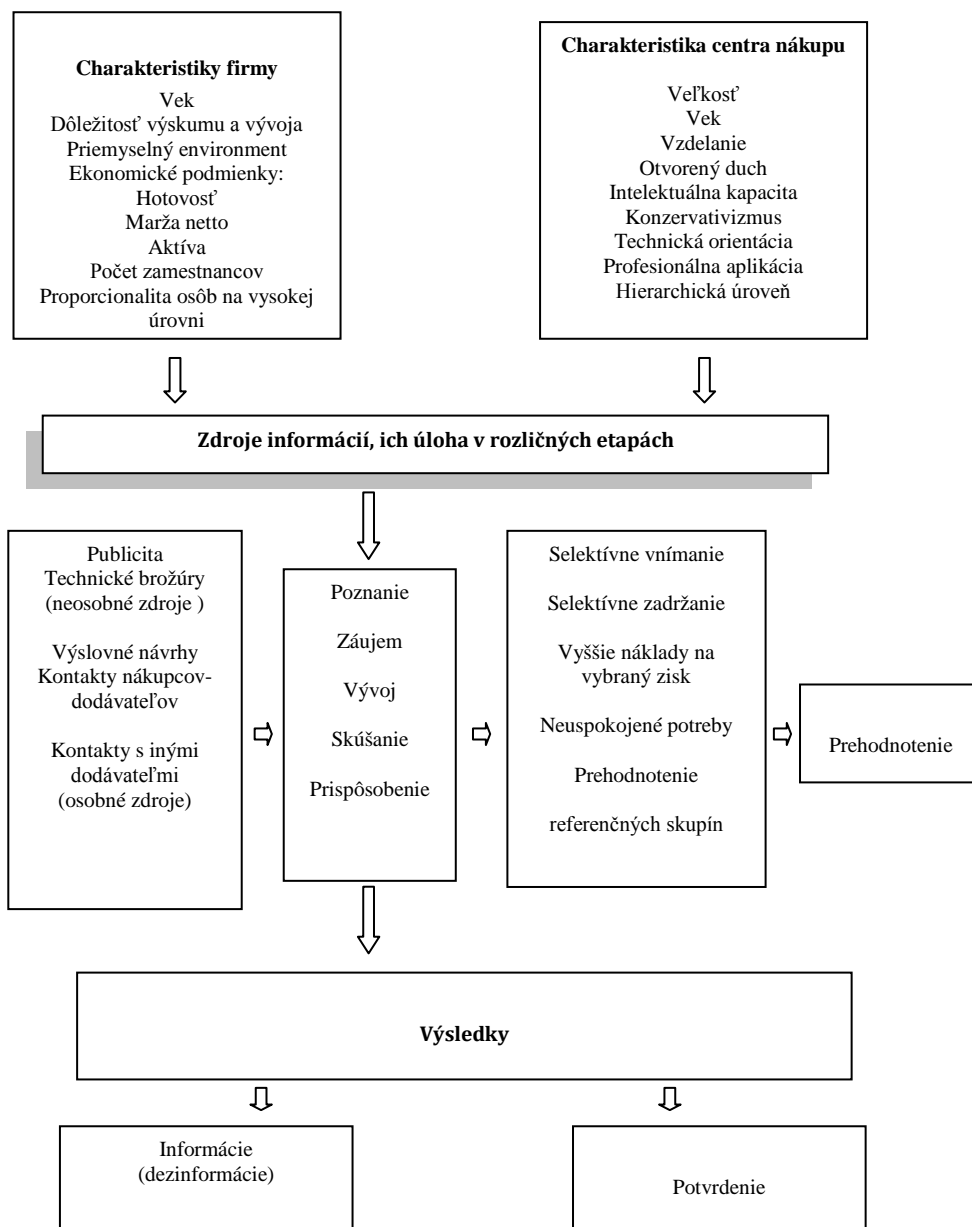 Charakteristiky firmy
Vek
Dôležitosť výskumu a vývoja
Priemyselný environment
Ekonomické podmienky:
Hotovosť
Marža netto
Aktíva
Počet zamestnancov
Proporcionalita osôb na vysokej
úrovni
Charakteristika centra nákupu
Veľkosť
Vek
Vzdelanie
Otvorený duch
Intelektuálna kapacita
Konzervativizmus
Technická orientácia
Profesionálna aplikácia
Hierarchická úroveň
Zdroje informácií, ich úloha v rozličných etapách
Publicita
Technické brožúry
(neosobné zdroje )
Výslovné návrhy
Kontakty nákupcov-
dodávateľov
Kontakty s inými
dodávateľmi
(osobné zdroje)
Poznanie
Záujem
Vývoj
Skúšanie
Prispôsobenie
Selektívne vnímanie
Selektívne zadržanie
Vyššie náklady na
vybraný zisk
Neuspokojené potreby
Prehodnotenie
referenčných skupín
Prehodnotenie
Výsledky
Informácie
(dezinformácie)
Potvrdenie